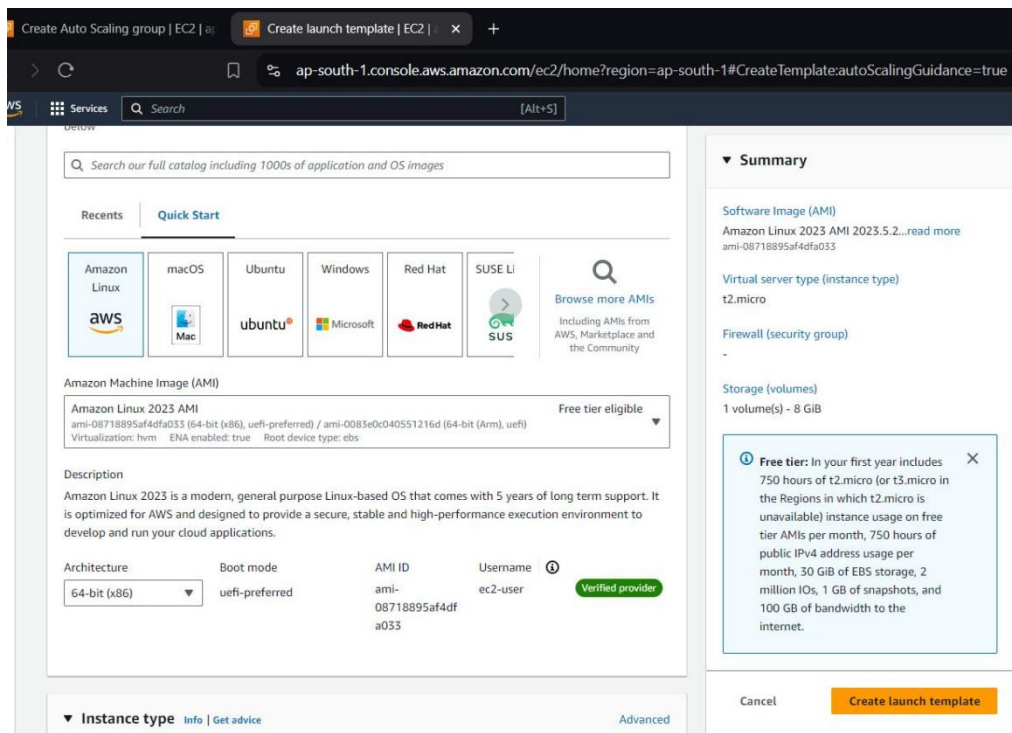 Create Auto Scaling group | EC2 | ap
Create launch template | EC2 | a
ap-south-1.console.aws.amazon.com/ec2/home?region=ap-south-1#CreateTemplate:autoScalingGuidance=true
Services
Search
[Alt+S]
below
Search our full catalog including 1000s of application and OS images
Recents
Quick Start
Amazon
Linux
aws
macOS
Mac
Ubuntu
ubuntu®
Windows
Microsoft
Red Hat
Red Hat
SUSE Li
SUS
Browse more AMIs
Including AMIs from
AWS, Marketplace and
the Community
Amazon Machine Image (AMI)
Amazon Linux 2023 AMI
Free tier eligible
ami-08718895af4dfa033 (64-bit (x86), uefi-preferred) / ami-0083e0c040551216d (64-bit (Arm), uefi)
Virtualization: hvm ENA enabled: true Root device type: ebs
Description
Amazon Linux 2023 is a modern, general purpose Linux-based OS that comes with 5 years of long term support. It
is optimized for AWS and designed to provide a secure, stable and high-performance execution environment to
develop and run your cloud applications.
Architecture
64-bit (x86)
Boot mode
uefi-preferred
AMI ID
ami-
08718895af4df
a033
Username
ec2-user
Verified provider
Instance type Info | Get advice
Advanced
Summary
Software Image (AMI)
Amazon Linux 2023 AMI 2023.5.2...read more
ami-08718895af4dfa033
Virtual server type (instance type)
t2.micro
Firewall (security group)
-
Storage (volumes)
1 volume(s) - 8 GiB
Free tier: In your first year includes
750 hours of t2.micro (or t3.micro in
the Regions in which t2.micro is
unavailable) instance usage on free
tier AMIs per month, 750 hours of
public IPv4 address usage per
month, 30 GiB of EBS storage, 2
million IOs, 1 GB of snapshots, and
100 GB of bandwidth to the
internet.
Cancel
Create launch template